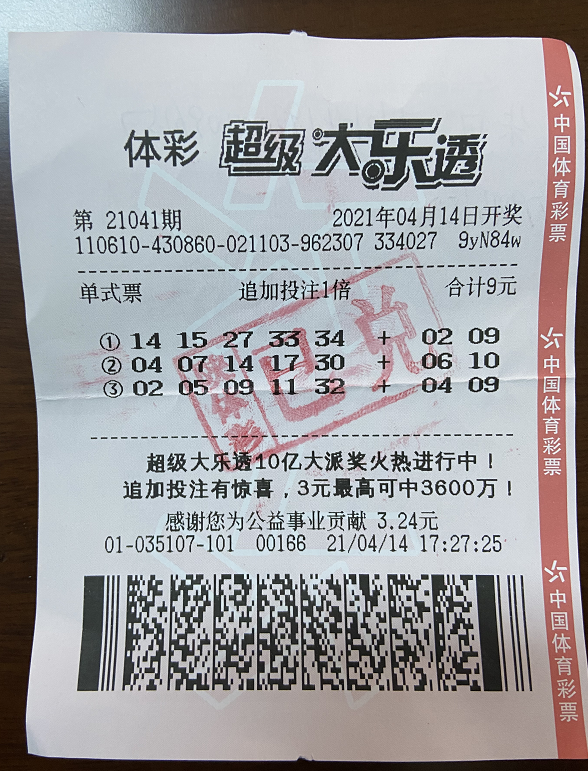 体彩 超级大乐透
第 21041期 2021年04月14日开奖
110610-430860-021103-962307 334027 9yN84w
单式票 追加投注1倍 合计9元
① 14 15 27 33 34 + 02 09
② 04 07 14 17 30 + 06 10
③ 02 05 09 11 32 + 04 09
已兑
超级大乐透10亿大派奖火热进行中！
追加投注有惊喜，3元最高可中3600万！
感谢您为公益事业贡献 3.24元
01-035107-101 00166 21/04/14 17:27:25
中国体育彩票
中国体育彩票
中国体育彩票